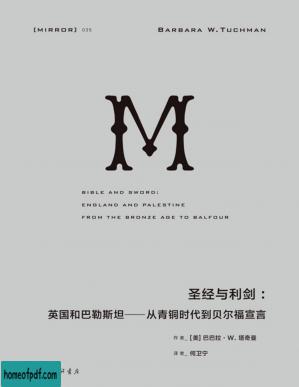 [MIRROR] 035
BARBARA W. TUCHMAN
M
BIBLE AND SWORD:
ENGLAND AND PALESTINE
FROM THE BRONZE AGE TO BALFOUR
圣经与利剑：
英国和巴勒斯坦——从青铜时代到贝尔福宣言
作者_[美]巴巴拉·W.塔奇曼
译者_何卫宁
书店
homeofpdf.com